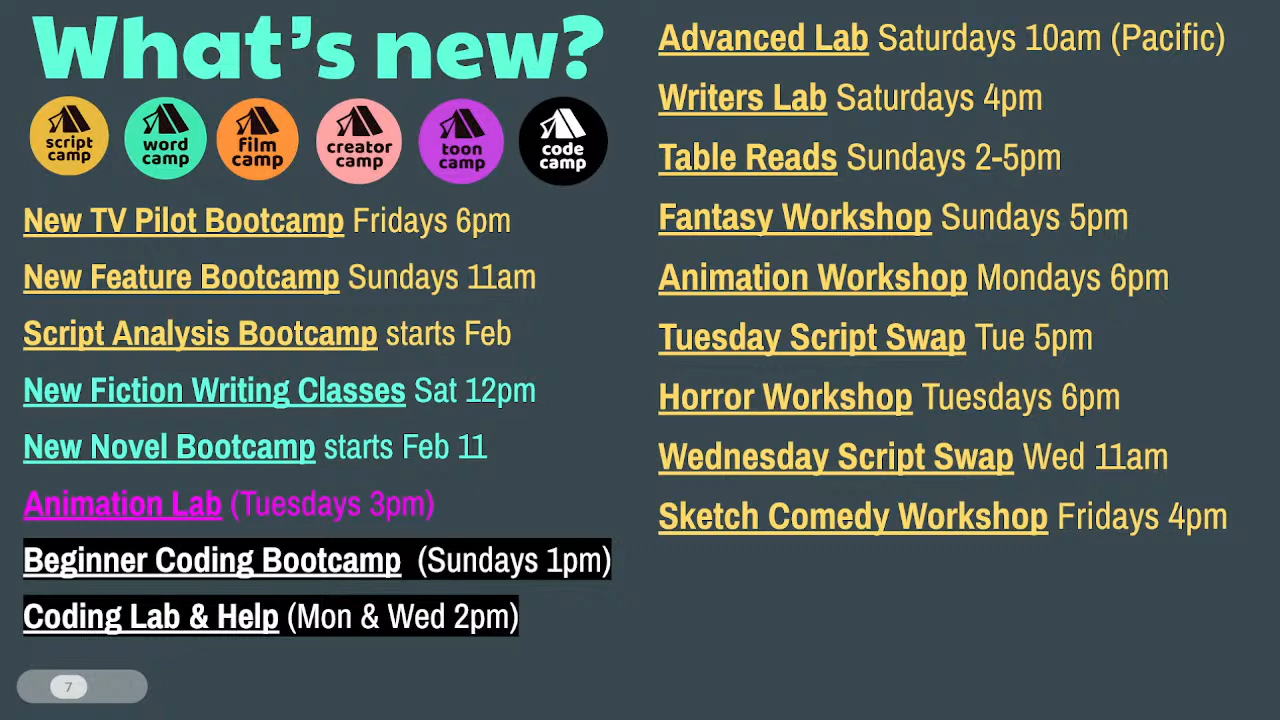 What's new?
script camp
word camp
film camp
creator camp
toon camp
code camp
New TV Pilot Bootcamp Fridays 6pm
New Feature Bootcamp Sundays 11am
Script Analysis Bootcamp starts Feb
New Fiction Writing Classes Sat 12pm
New Novel Bootcamp starts Feb 11
Animation Lab (Tuesdays 3pm)
Beginner Coding Bootcamp (Sundays 1pm)
Coding Lab & Help (Mon & Wed 2pm)
7
Advanced Lab Saturdays 10am (Pacific)
Writers Lab Saturdays 4pm
Table Reads Sundays 2-5pm
Fantasy Workshop Sundays 5pm
Animation Workshop Mondays 6pm
Tuesday Script Swap Tue 5pm
Horror Workshop Tuesdays 6pm
Wednesday Script Swap Wed 11am
Sketch Comedy Workshop Fridays 4pm